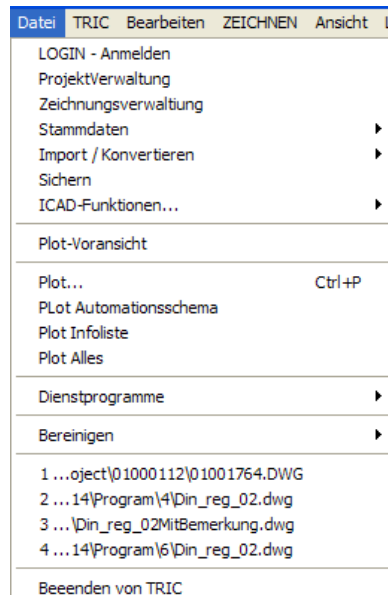 Datei TRIC Bearbeiten ZEICHNEN Ansicht
LOGIN - Anmelden
ProjektVerwaltung
Zeichnungsverwaltiung
Stammdaten
Import / Konvertieren
Sichern
ICAD-Funktionen...
Plot-Voransicht
Plot... Ctrl+P
PLot Automationsschema
Plot Infoliste
Plot Alles
Dienstprogramme
Bereinigen
1 ...oject\01000112\01001764.DWG
2 ...14\Program\4\Din_reg_02.dwg
3 ...\Din_reg_02MitBemerkung.dwg
4 ...14\Program\6\Din_reg_02.dwg
Beeenden von TRIC